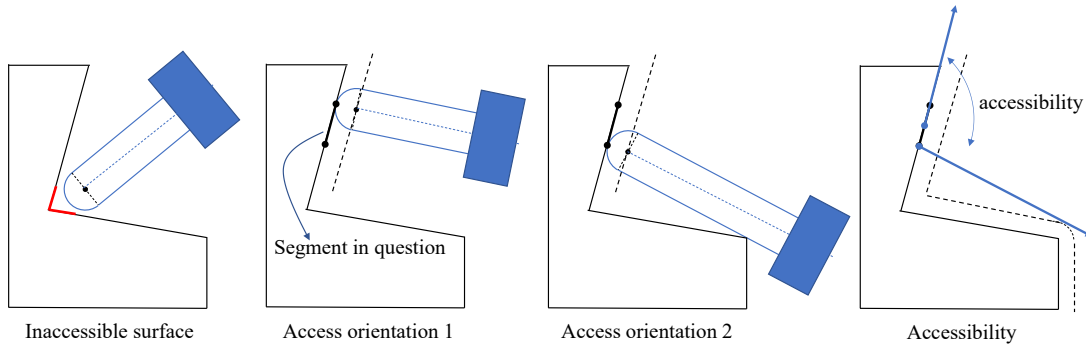 accessibility
Segment in question
Inaccessible surface
Access orientation 1
Access orientation 2
Accessibility